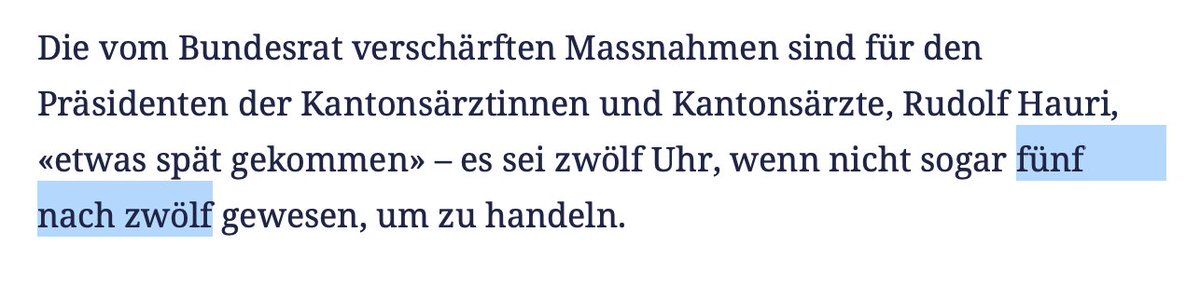 Die vom Bundesrat verschärften Massnahmen sind für den
Präsidenten der Kantonsärztinnen und Kantonsärzte, Rudolf Hauri,
«etwas spät gekommen» – es sei zwölf Uhr, wenn nicht sogar fünf
nach zwölf gewesen, um zu handeln.